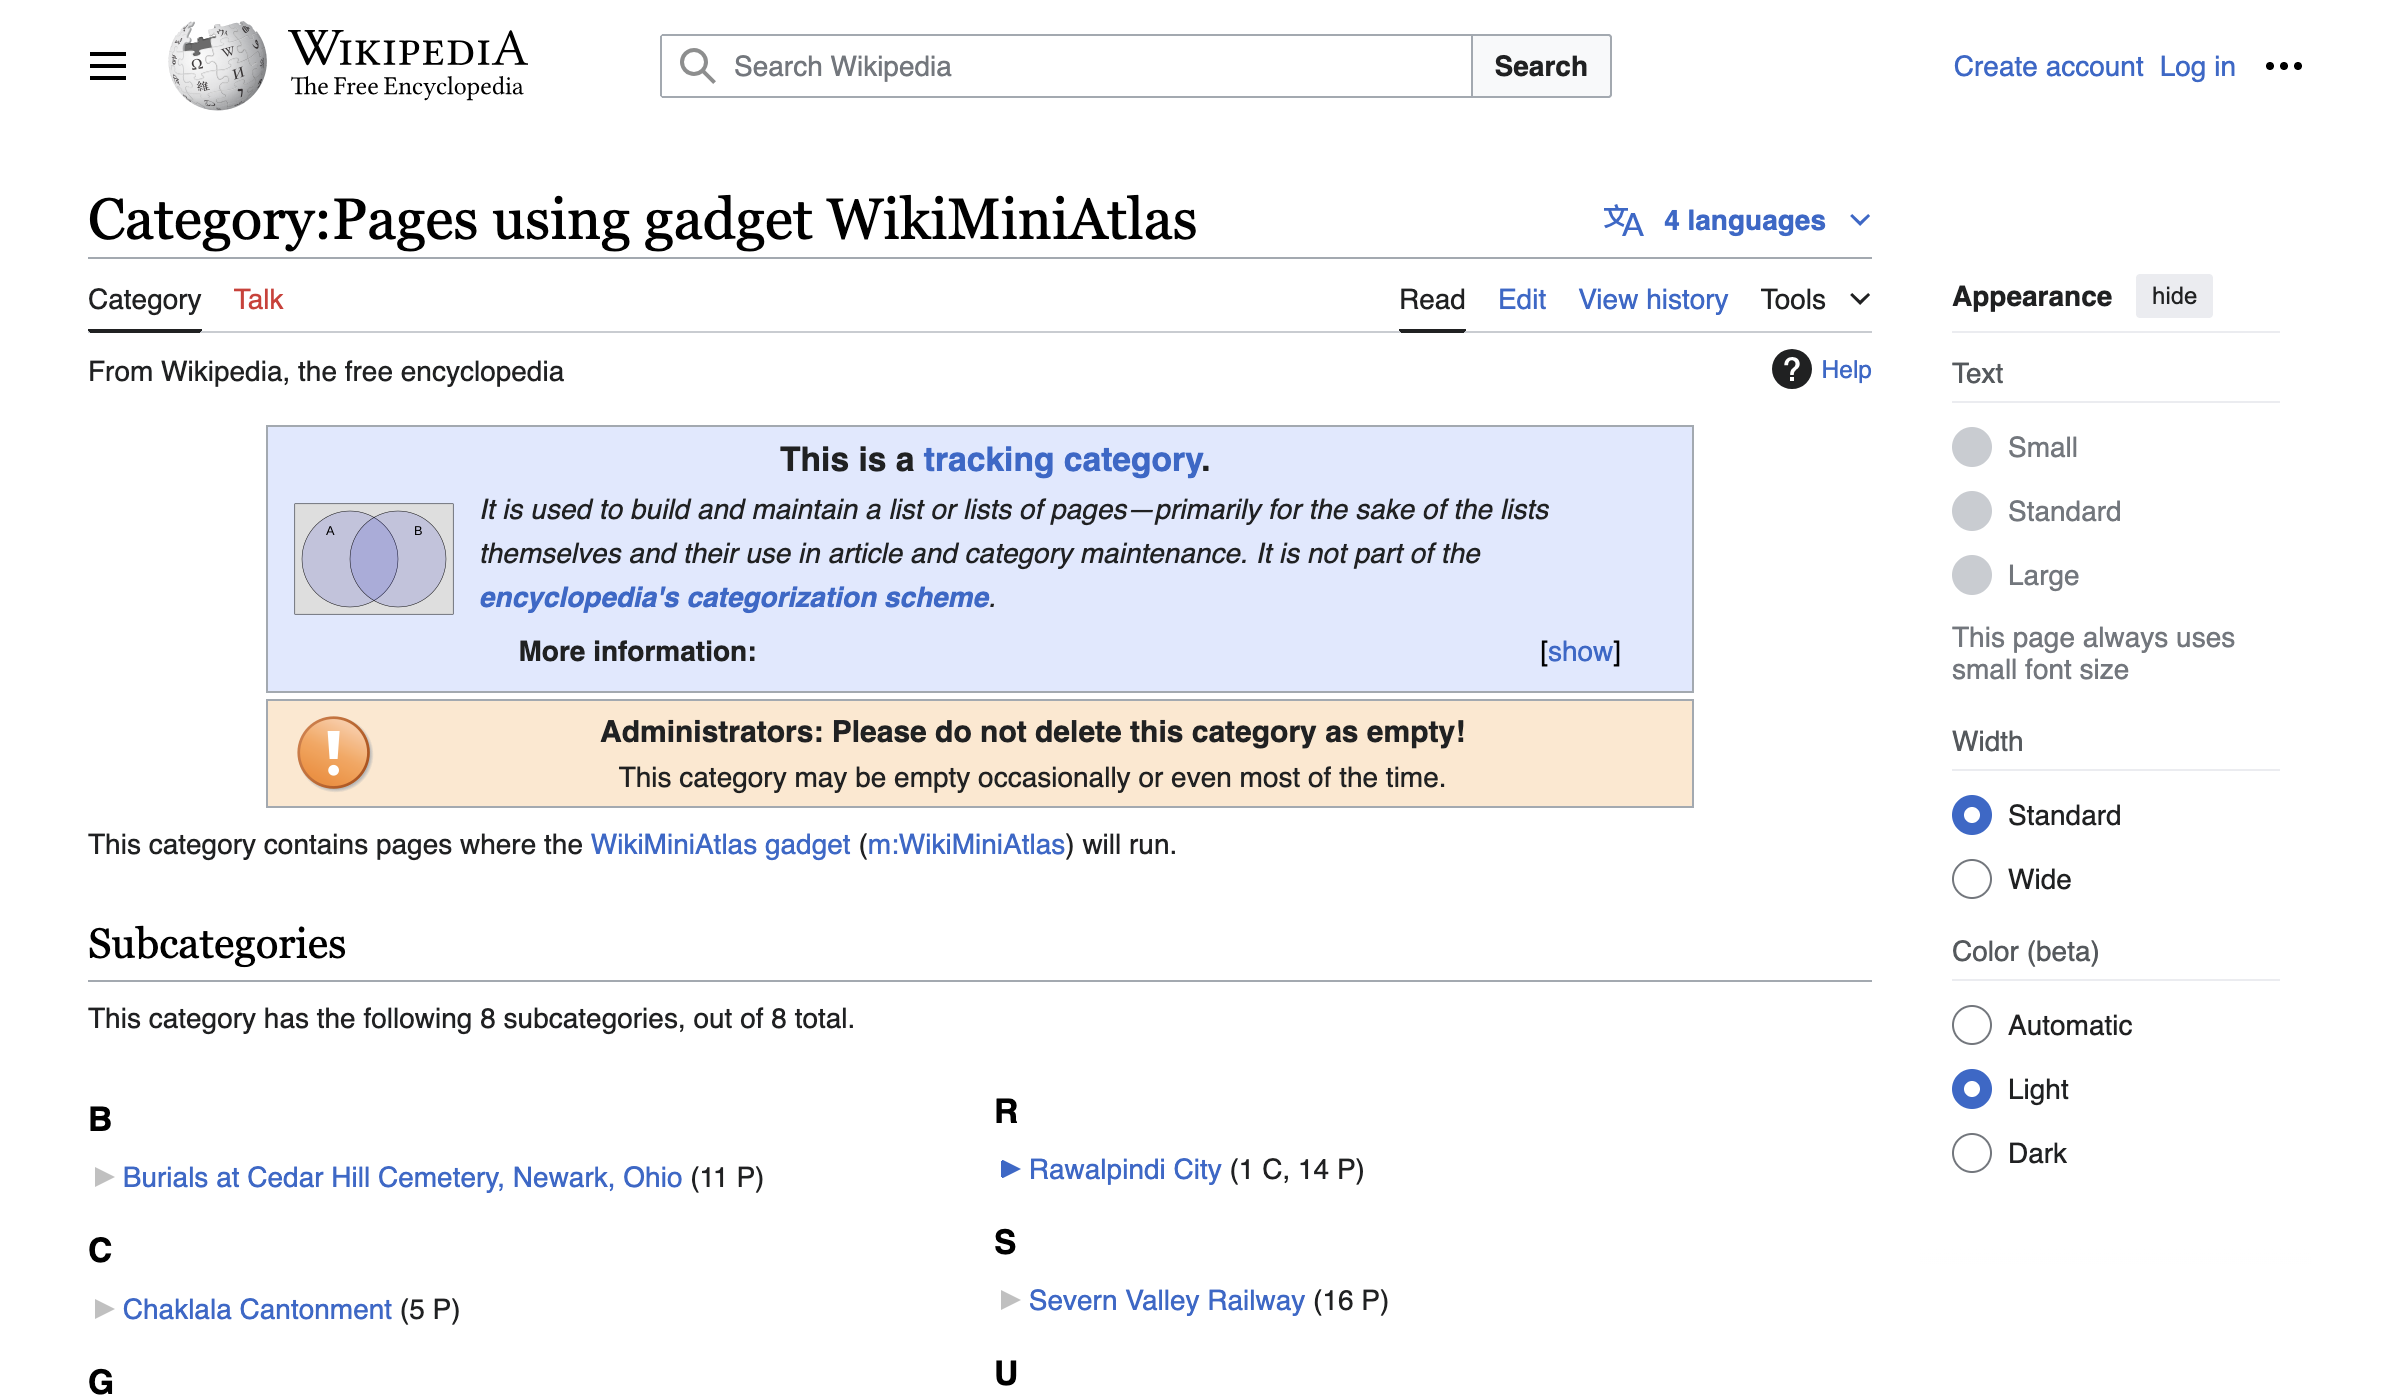 WIKIPEDIA
The Free Encyclopedia
Search Wikipedia
Search
Create account Log in
Category:Pages using gadget WikiMiniAtlas
4 languages
Category Talk
Read Edit View history Tools
From Wikipedia, the free encyclopedia
Help
This is a tracking category.
A B
It is used to build and maintain a list or lists of pages—primarily for the sake of the lists
themselves and their use in article and category maintenance. It is not part of the
encyclopedia's categorization scheme.
More information: [show]
Administrators: Please do not delete this category as empty!
This category may be empty occasionally or even most of the time.
This category contains pages where the WikiMiniAtlas gadget (m:WikiMiniAtlas) will run.
Subcategories
This category has the following 8 subcategories, out of 8 total.
B
Burials at Cedar Hill Cemetery, Newark, Ohio (11 P)
C
Chaklala Cantonment (5 P)
G
R
Rawalpindi City (1 C, 14 P)
S
Severn Valley Railway (16 P)
U
Appearance hide
Text
Small
Standard
Large
This page always uses
small font size
Width
Standard
Wide
Color (beta)
Automatic
Light
Dark